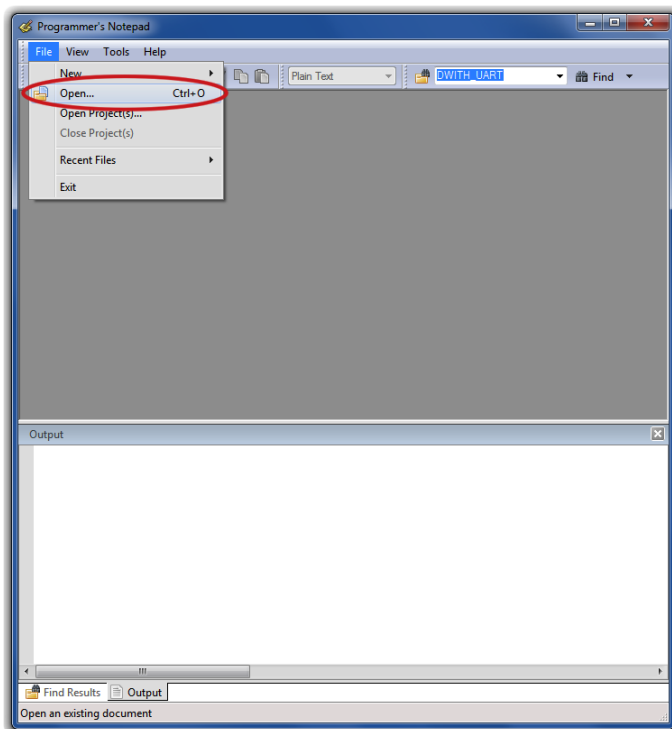 Programmer's Notepad
File View Tools Help
New
Plain Text
DWITH_UART
Find
Open... Ctrl+O
Open Project(s)...
Close Project(s)
Recent Files
Exit
Output
Find Results Output
Open an existing document